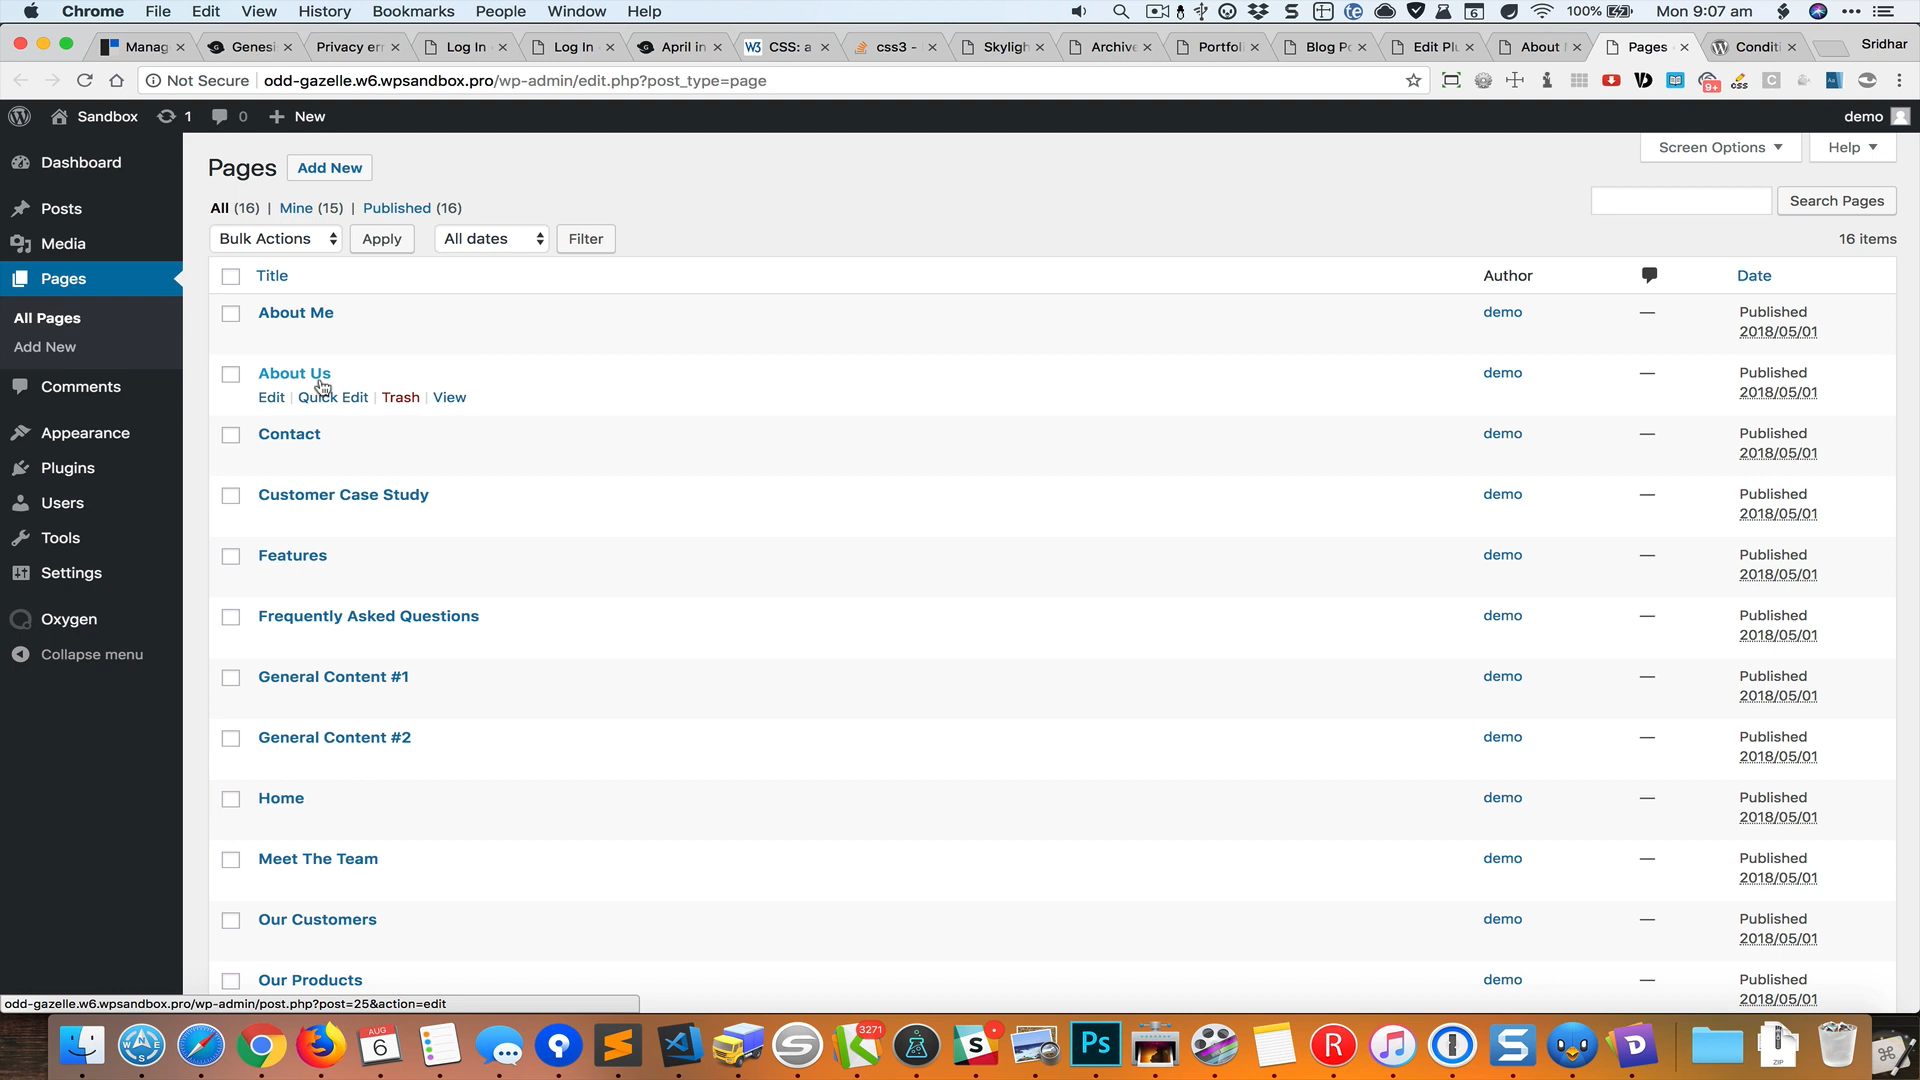 Chrome File Edit View History Bookmarks People Window Help 100% Mon 9:07 am
Manag Genesi Privacy err Log In Log In April in CSS: a css3 - Skyligh Archive Portfoli Blog Po Edit Plu About M Pages Conditi Sridhar
Not Secure odd-gazelle.w6.wpsandbox.pro/wp-admin/edit.php?post_type=page
Sandbox 1 0 New demo
Screen Options Help
Dashboard
Posts
Media
Pages
All Pages
Add New
Comments
Appearance
Plugins
Users
Tools
Settings
Oxygen
Collapse menu
Pages Add New
All (16) | Mine (15) | Published (16)
Search Pages
Bulk Actions Apply All dates Filter 16 items
Title Author Date
About Me demo — Published
2018/05/01
About Us demo — Published
2018/05/01
Edit | Quick Edit | Trash | View
Contact demo — Published
2018/05/01
Customer Case Study demo — Published
2018/05/01
Features demo — Published
2018/05/01
Frequently Asked Questions demo — Published
2018/05/01
General Content #1 demo — Published
2018/05/01
General Content #2 demo — Published
2018/05/01
Home demo — Published
2018/05/01
Meet The Team demo — Published
2018/05/01
Our Customers demo — Published
2018/05/01
Our Products demo — Published
2018/05/01
odd-gazelle.w6.wpsandbox.pro/wp-admin/post.php?post=25&action=edit
AUG
6
3271
Ps
ZIP